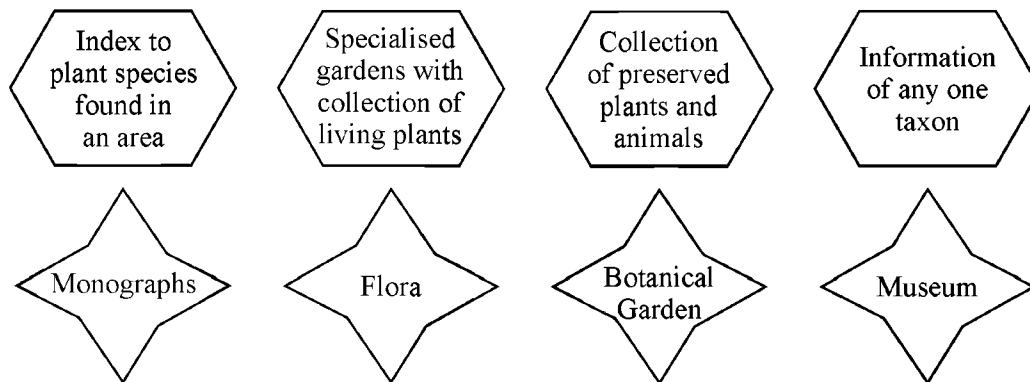 Index to
plant species
found in
an area
Specialised
gardens with
collection of
living plants
Collection
of preserved
plants and
animals
Information
of any one
taxon
Monographs
Flora
Botanical
Garden
Museum